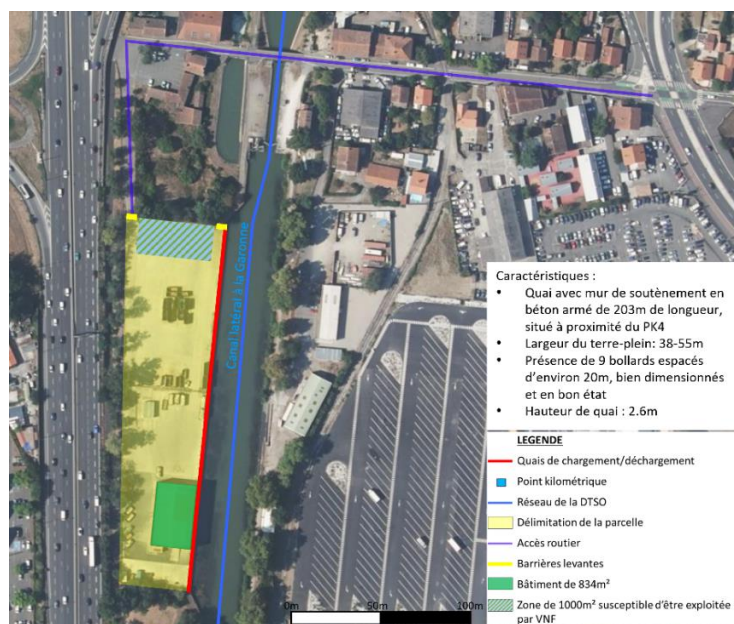 Canal latéral à la Garonne
Caractéristiques :
• Quai avec mur de soutènement en
béton armé de 203m de longueur,
situé à proximité du PK4
• Largeur du terre-plein: 38-55m
• Présence de 9 bollards espacés
d'environ 20m, bien dimensionnés
et en bon état
• Hauteur de quai : 2.6m
LEGENDE
Quais de chargement/déchargement
Point kilométrique
Réseau de la DTSO
Délimitation de la parcelle
Accès routier
Barrières levantes
Bâtiment de 834m²
Zone de 1000m² susceptible d'être exploitée
par VNF
0m 50m 100m